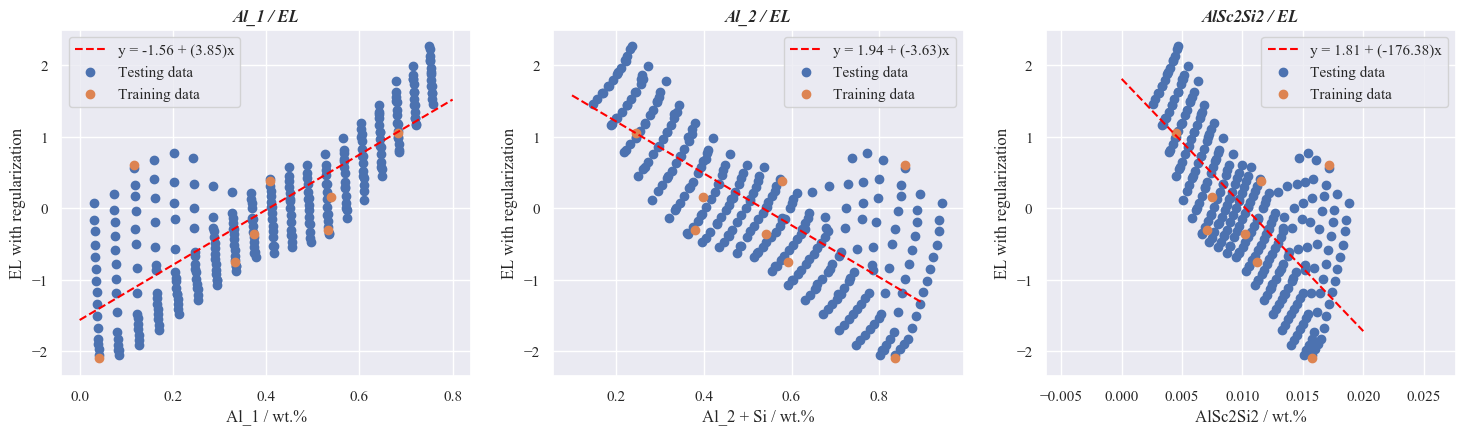 Al_1 / EL
y = -1.56 + (3.85)x
Testing data
Training data
EL with regularization
2
1
0
−1
−2
0.0 0.2 0.4 0.6 0.8
Al_1 / wt.%
Al_2 / EL
y = 1.94 + (-3.63)x
Testing data
Training data
EL with regularization
2
1
0
−1
−2
0.2 0.4 0.6 0.8
Al_2 + Si / wt.%
AlSc2Si2 / EL
y = 1.81 + (-176.38)x
Testing data
Training data
EL with regularization
2
1
0
−1
−2
−0.005 0.000 0.005 0.010 0.015 0.020 0.025
AlSc2Si2 / wt.%